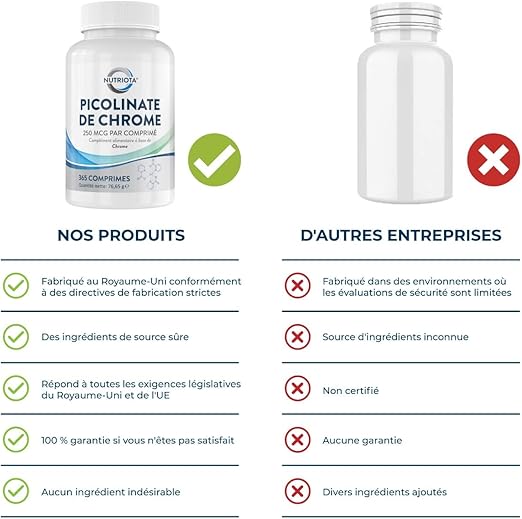 NUTRIOTA®
PICOLINATE
DE CHROME
250 MCG PAR COMPRIMÉ
Complément alimentaire à base de
Chrome
365 COMPRIMÉS
Quantité nette: 76,65 g ℮
NOS PRODUITS
Fabriqué au Royaume-Uni conformément
à des directives de fabrication strictes
Des ingrédients de source sûre
Répond à toutes les exigences législatives
du Royaume-Uni et de l'UE
100 % garantie si vous n'êtes pas satisfait
Aucun ingrédient indésirable
D'AUTRES ENTREPRISES
Fabriqué dans des environnements où
les évaluations de sécurité sont limitées
Source d'ingrédients inconnue
Non certifié
Aucune garantie
Divers ingrédients ajoutés